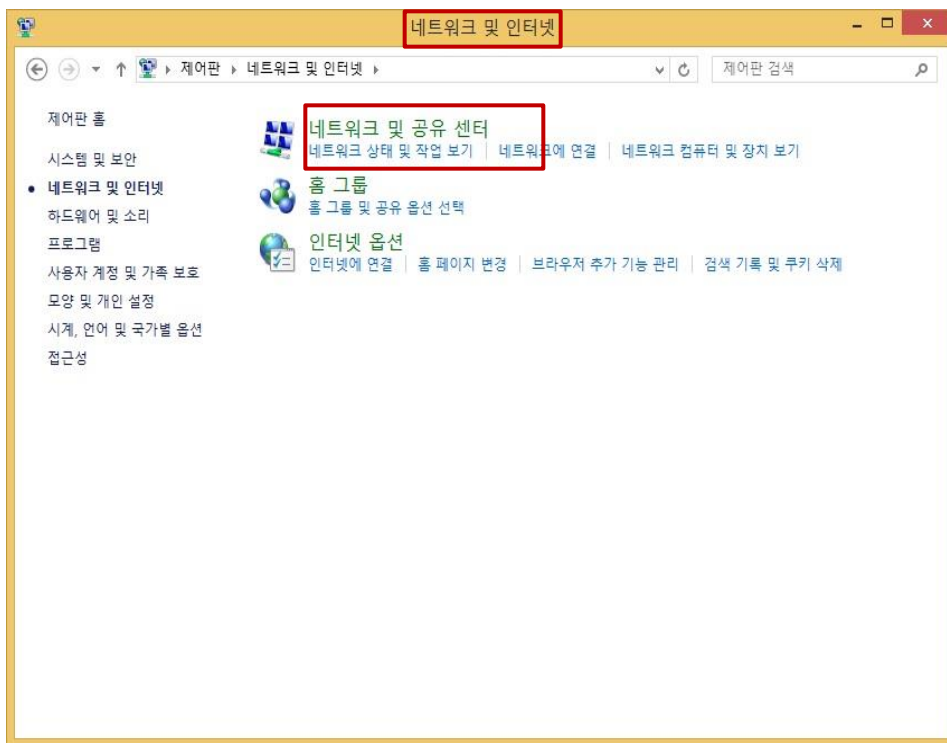 네트워크 및 인터넷
제어판 네트워크 및 인터넷
제어판 검색
제어판 홈
시스템 및 보안
네트워크 및 인터넷
하드웨어 및 소리
프로그램
사용자 계정 및 가족 보호
모양 및 개인 설정
시계, 언어 및 국가별 옵션
접근성
네트워크 및 공유 센터
네트워크 상태 및 작업 보기 네트워크에 연결 네트워크 컴퓨터 및 장치 보기
홈 그룹
홈 그룹 및 공유 옵션 선택
인터넷 옵션
인터넷에 연결 홈 페이지 변경 브라우저 추가 기능 관리 검색 기록 및 쿠키 삭제